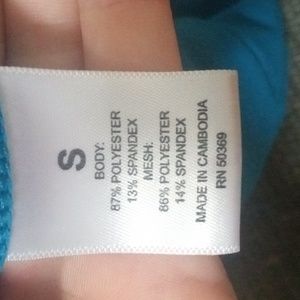 S
BODY:
87% POLYESTER
13% SPANDEX
MESH:
86% POLYESTER
14% SPANDEX
MADE IN CAMBODIA
RN 50369